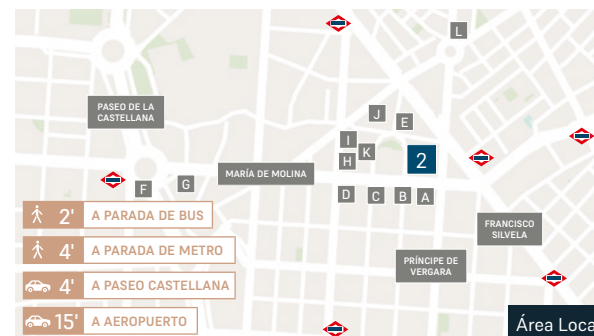 L
J
E
PASEO DE LA
CASTELLANA
I
K
H
2
MARÍA DE MOLINA
F
G
D
C
B
A
2' A PARADA DE BUS
FRANCISCO
SILVELA
4' A PARADA DE METRO
PRÍNCIPE DE
VERGARA
4' A PASEO CASTELLANA
15' A AEROPUERTO
Área Loca